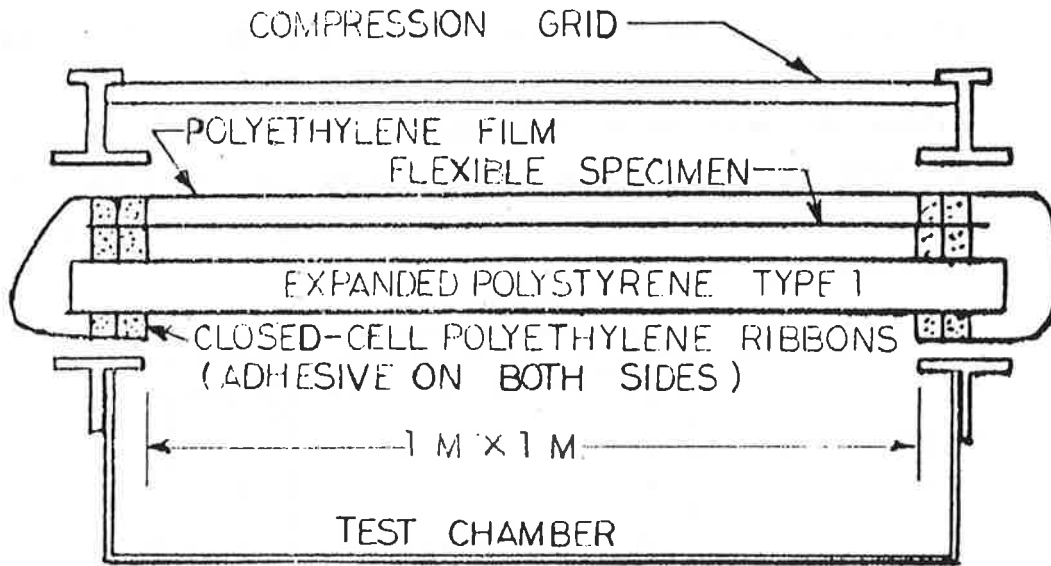 COMPRESSION GRID
POLYETHYLENE FILM
FLEXIBLE SPECIMEN
EXPANDED POLYSTYRENE TYPE 1
CLOSED-CELL POLYETHYLENE RIBBONS
(ADHESIVE ON BOTH SIDES)
1 M X 1 M
TEST CHAMBER